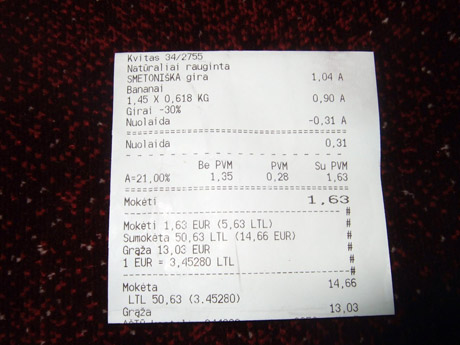 Kvitas 34/2755
Natūraliai rauginta
SMETONIŠKA gira 1,04 A
Bananai
1,45 X 0,618 KG 0,90 A
Girai -30%
Nuolaida -0,31 A
Nuolaida 0,31
Be PVM PVM Su PVM
A=21,00% 1,35 0,28 1,63
Mokėti 1,63
#
Mokėti 1,63 EUR (5,63 LTL) #
Sumokėta 50,63 LTL (14,66 EUR) #
Grąža 13,03 EUR #
1 EUR = 3,45280 LTL #
#
Mokėta 14,66
LTL 50,63 (3.45280)
Grąža 13,03